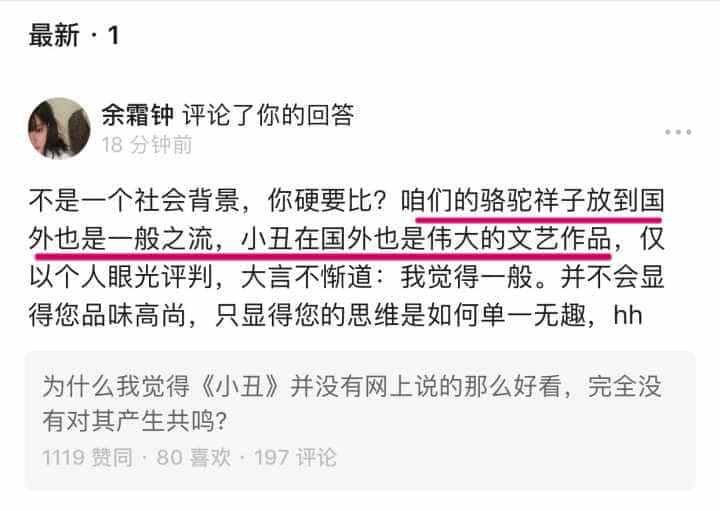 最新 · 1
余霜钟 评论了你的回答
18 分钟前
不是一个社会背景，你硬要比？咱们的骆驼祥子放到国
外也是一般之流，小丑在国外也是伟大的文艺作品，仅
以个人眼光评判，大言不惭道：我觉得一般。并不会显
得您品味高尚，只显得您的思维是如何单一无趣，hh
为什么我觉得《小丑》并没有网上说的那么好看，完全没
有对其产生共鸣？
1119 赞同 · 80 喜欢 · 197 评论